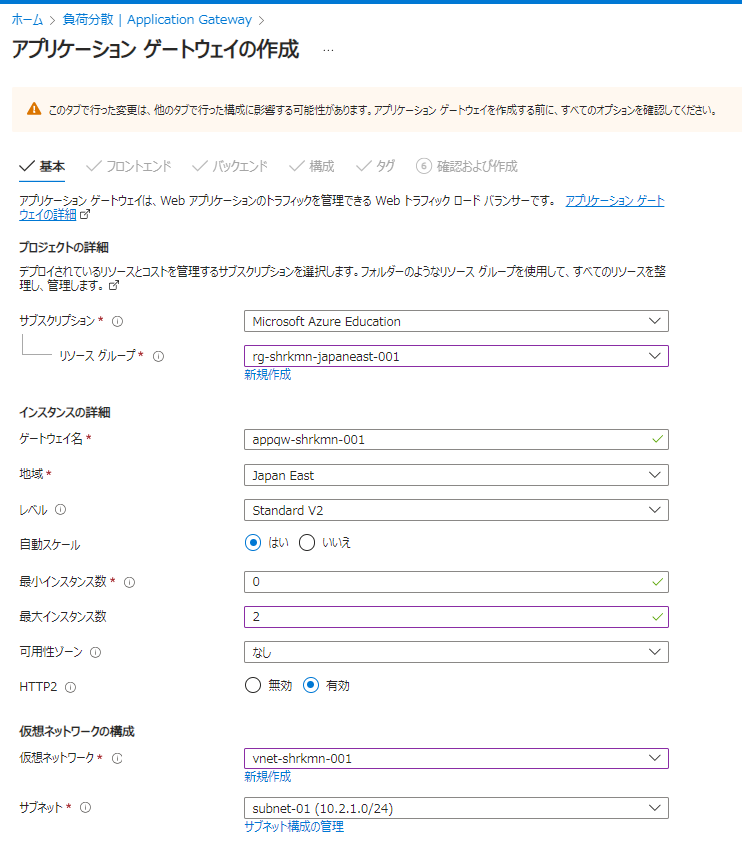 ホーム > 負荷分散 | Application Gateway >
アプリケーション ゲートウェイの作成 ...
このタブで行った変更は、他のタブで行った構成に影響する可能性があります。アプリケーション ゲートウェイを作成する前に、すべてのオプションを確認してください。
基本 フロントエンド バックエンド 構成 タグ 6 確認および作成
アプリケーション ゲートウェイは、Web アプリケーションのトラフィックを管理できる Web トラフィック ロード バランサーです。 アプリケーション ゲート
ウェイの詳細
プロジェクトの詳細
デプロイされているリソースとコストを管理するサブスクリプションを選択します。フォルダーのようなリソース グループを使用して、すべてのリソースを整
理し、管理します。
サブスクリプション * Microsoft Azure Education
リソース グループ * rg-shrkmn-japaneast-001
新規作成
インスタンスの詳細
ゲートウェイ名 * appgw-shrkmn-001
地域 * Japan East
レベル Standard V2
自動スケール はい いいえ
最小インスタンス数 * 0
最大インスタンス数 2
可用性ゾーン なし
HTTP2 無効 有効
仮想ネットワークの構成
仮想ネットワーク * vnet-shrkmn-001
新規作成
サブネット * subnet-01 (10.2.1.0/24)
サブネット構成の管理